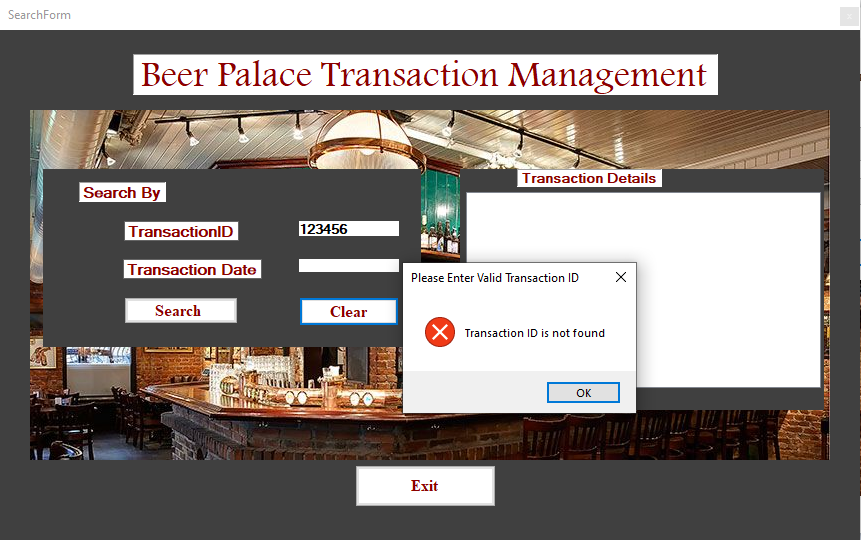 SearchForm
Beer Palace Transaction Management
Search By
TransactionID
123456
Transaction Date
Search
Clear
Transaction Details
Please Enter Valid Transaction ID
Transaction ID is not found
OK
Exit